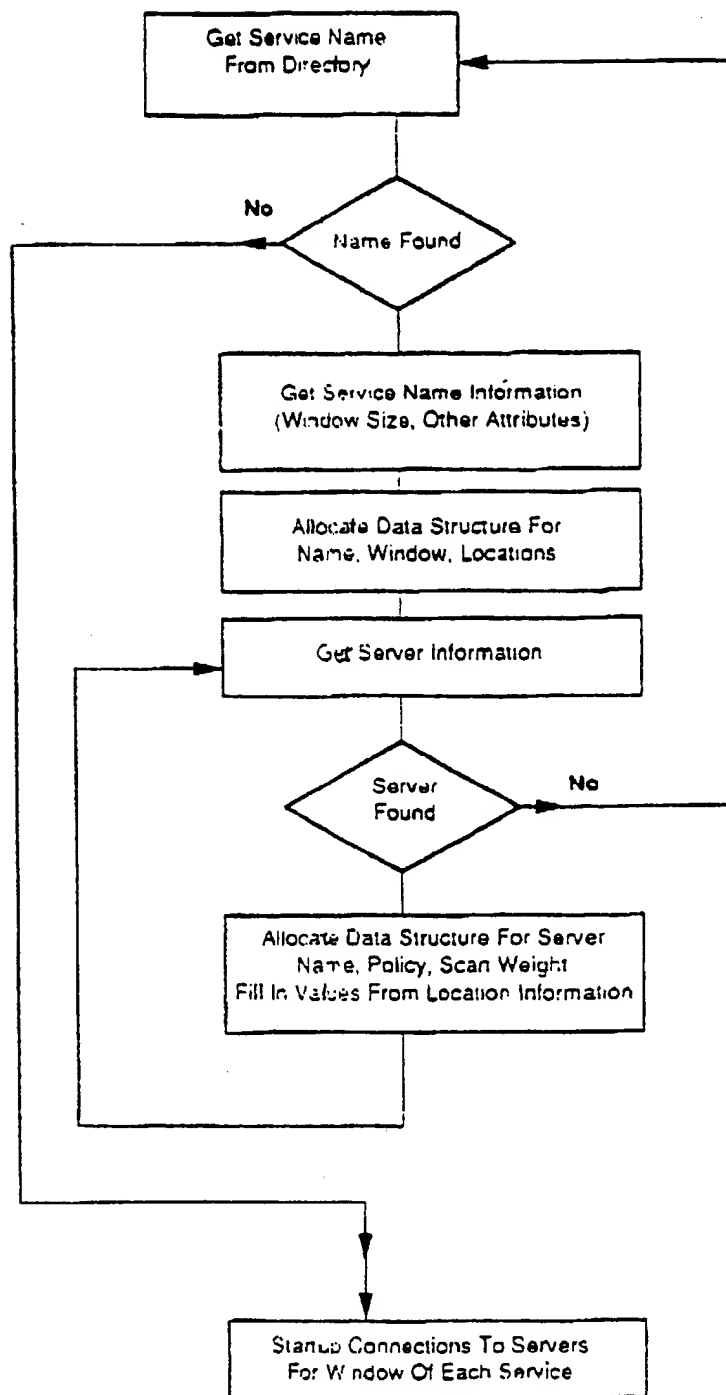 Get Service Name
From Directory
No
Name Found
Get Service Name Information
(Window Size, Other Attributes)
Allocate Data Structure For
Name, Window, Locations
Get Server Information
Server
Found
No
Allocate Data Structure For Server
Name, Policy, Scan Weight
Fill In Values From Location Information
Startup Connections To Servers
For Window Of Each Service